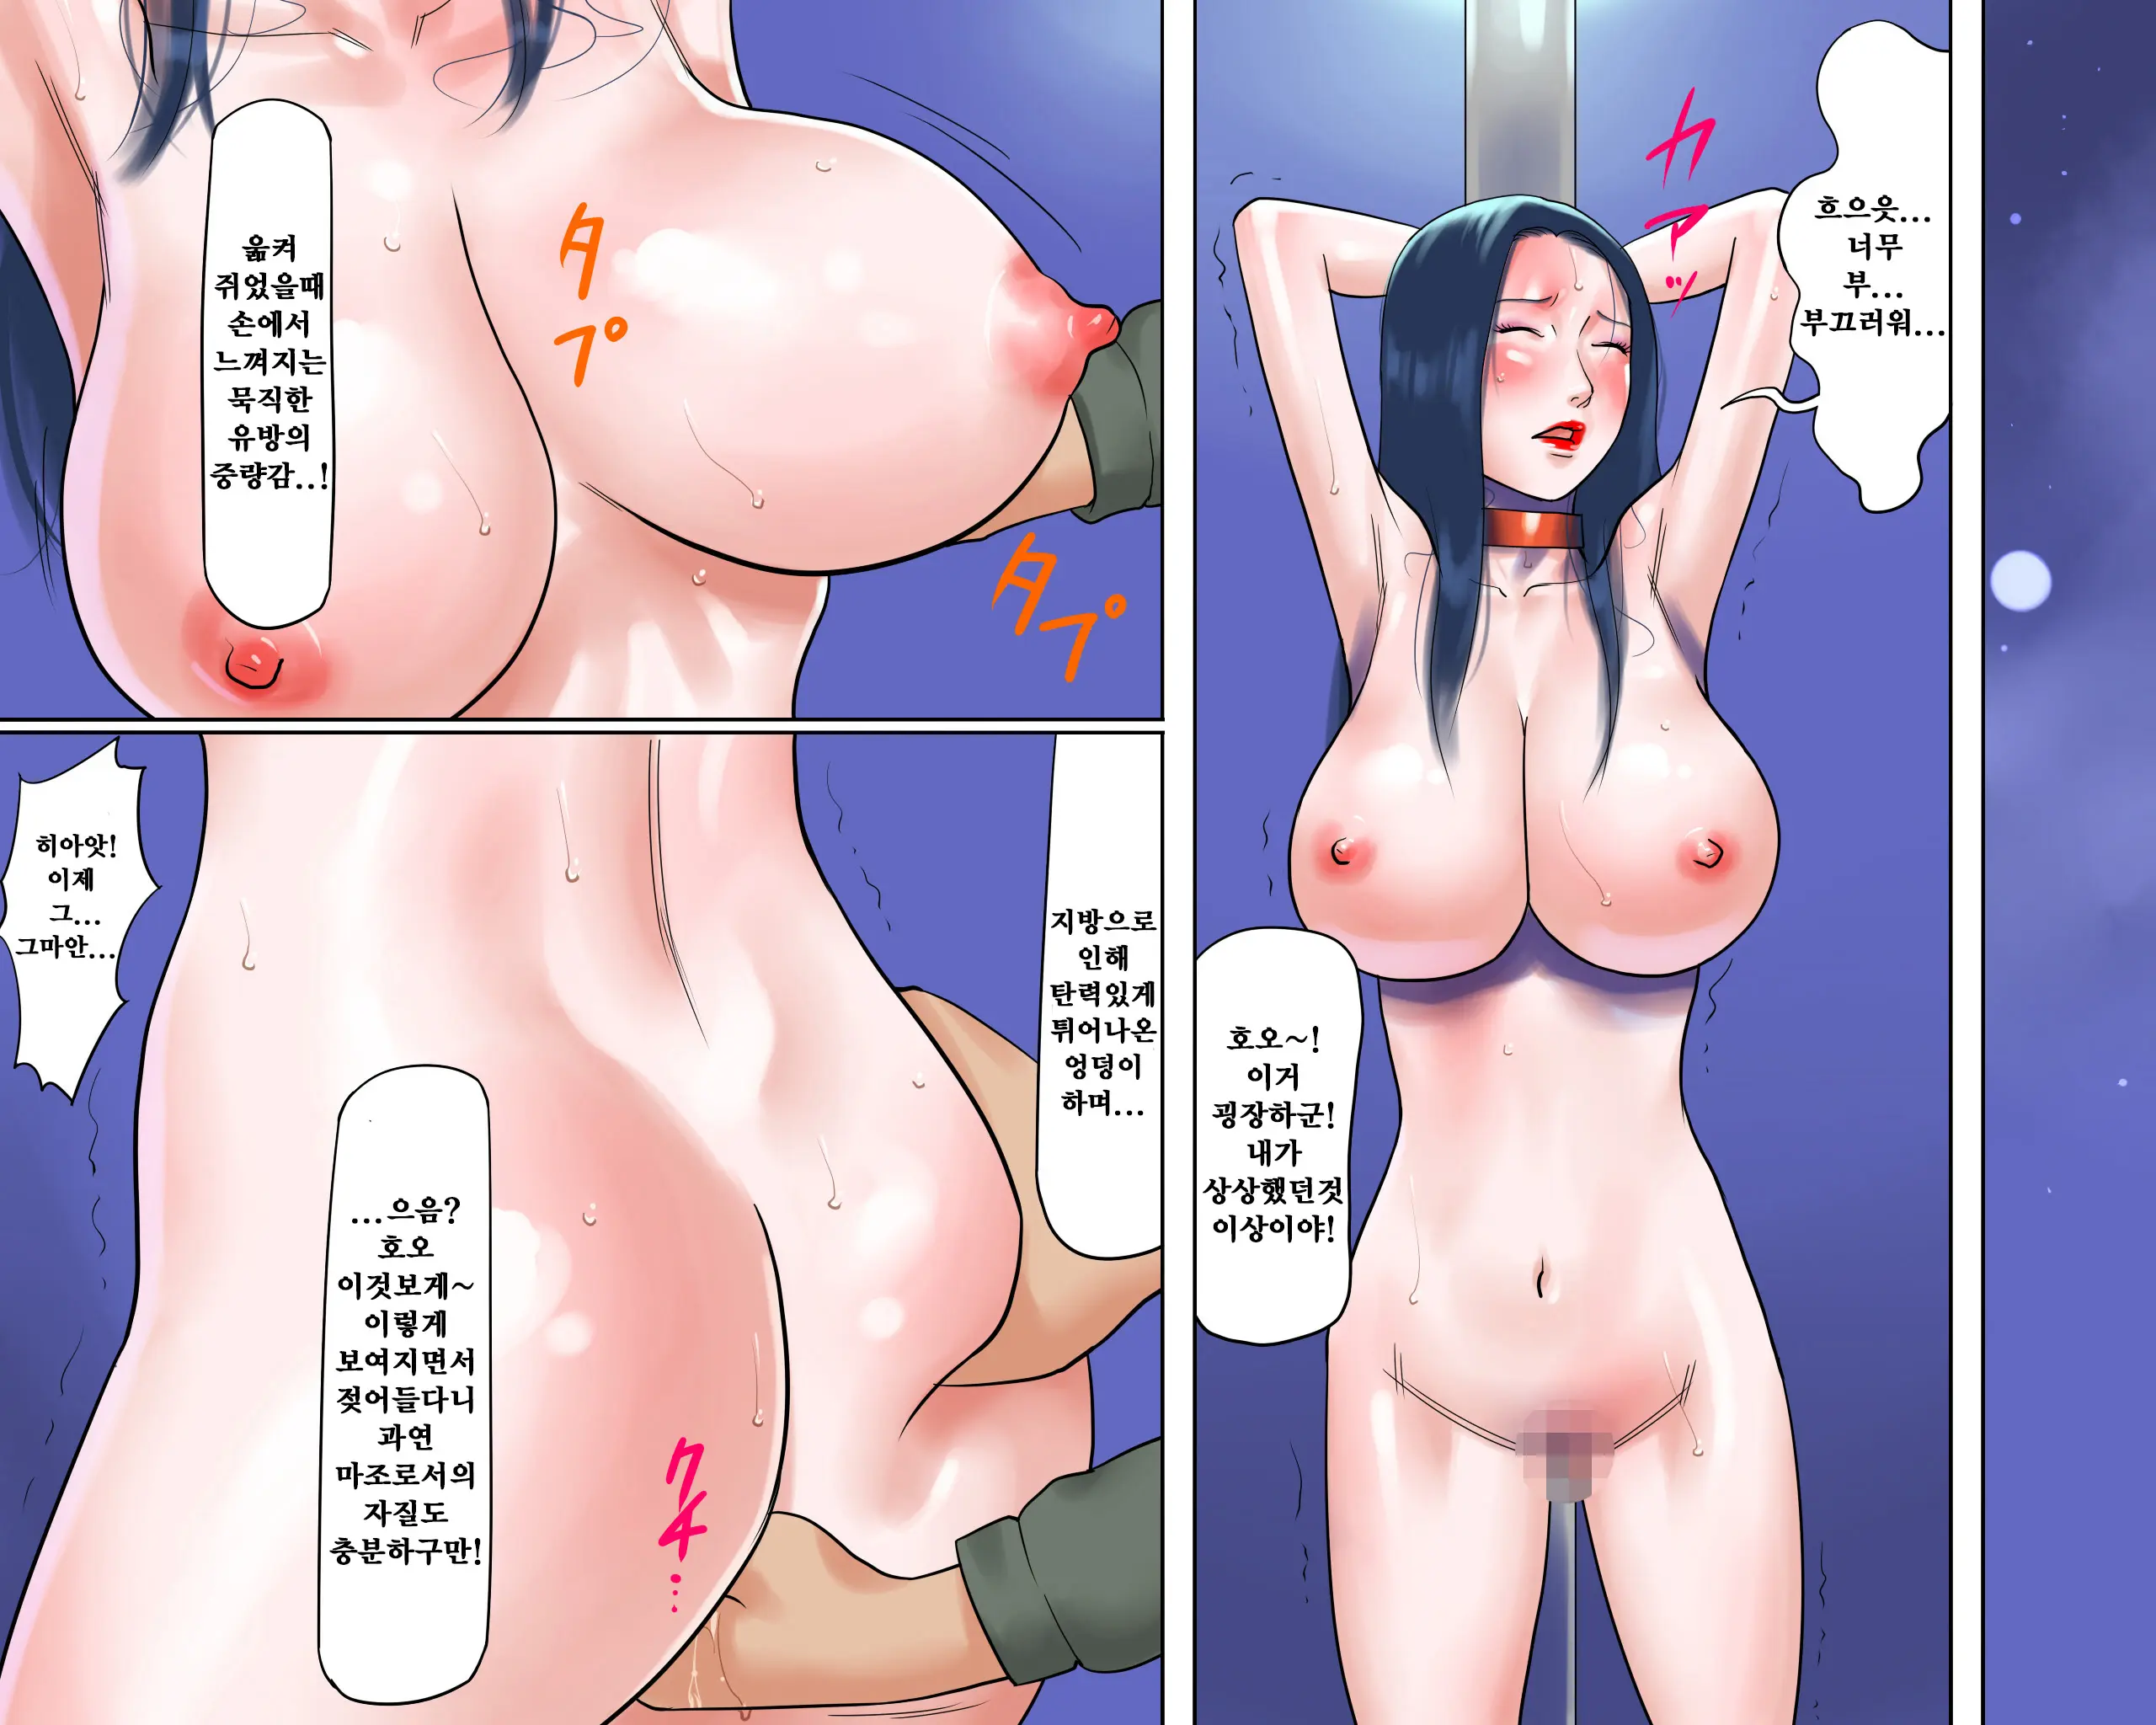 흐으읏...
너무
부...
부끄러워...
カアッ
호오~!
이거
굉장하군!
내가
상상했던것
이상이야!
옮켜
쥐었을때
손에서
느껴지는
묵직한
유방의
중량감..!
タプ
タプ
지방으로
인해
탄력있게
튀어나온
엉덩이
하며...
히아앗!
이제
그...
그마안...
...으음?
호오
이것보게~
이렇게
보여지면서
젖어들다니
과연
마조로서의
자질도
충분하구만!
クチ...